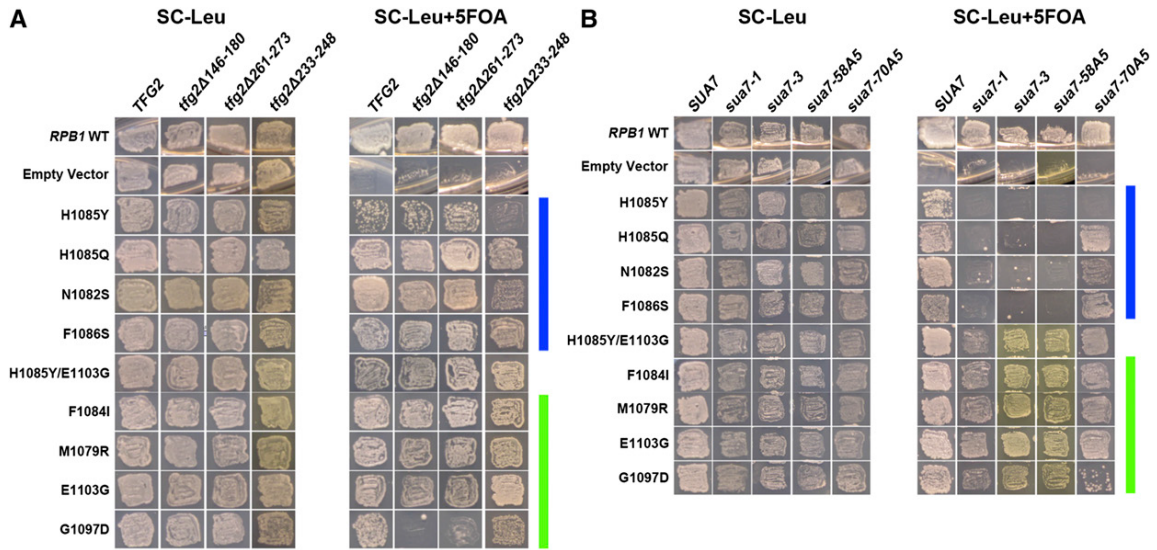 A
SC-Leu
SC-Leu+5FOA
TFG2
tfg2Δ146-180
tfg2Δ261-273
tfg2Δ233-248
TFG2
tfg2Δ146-180
tfg2Δ261-273
tfg2Δ233-248
RPB1 WT
Empty Vector
H1085Y
H1085Q
N1082S
F1086S
H1085Y/E1103G
F1084I
M1079R
E1103G
G1097D
B
SC-Leu
SC-Leu+5FOA
SUA7
sua7-1
sua7-3
sua7-58A5
sua7-70A5
SUA7
sua7-1
sua7-3
sua7-58A5
sua7-70A5
RPB1 WT
Empty Vector
H1085Y
H1085Q
N1082S
F1086S
H1085Y/E1103G
F1084I
M1079R
E1103G
G1097D